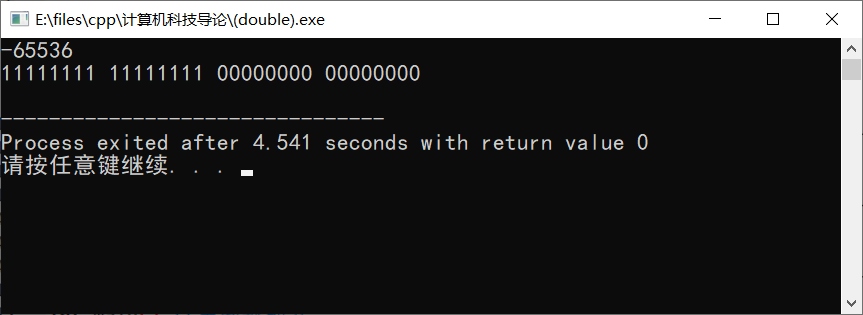 E:\files\cpp\计算机科技导论\(double).exe
-65536
11111111 11111111 00000000 00000000
--------------------------------
Process exited after 4.541 seconds with return value 0
请按任意键继续. . .